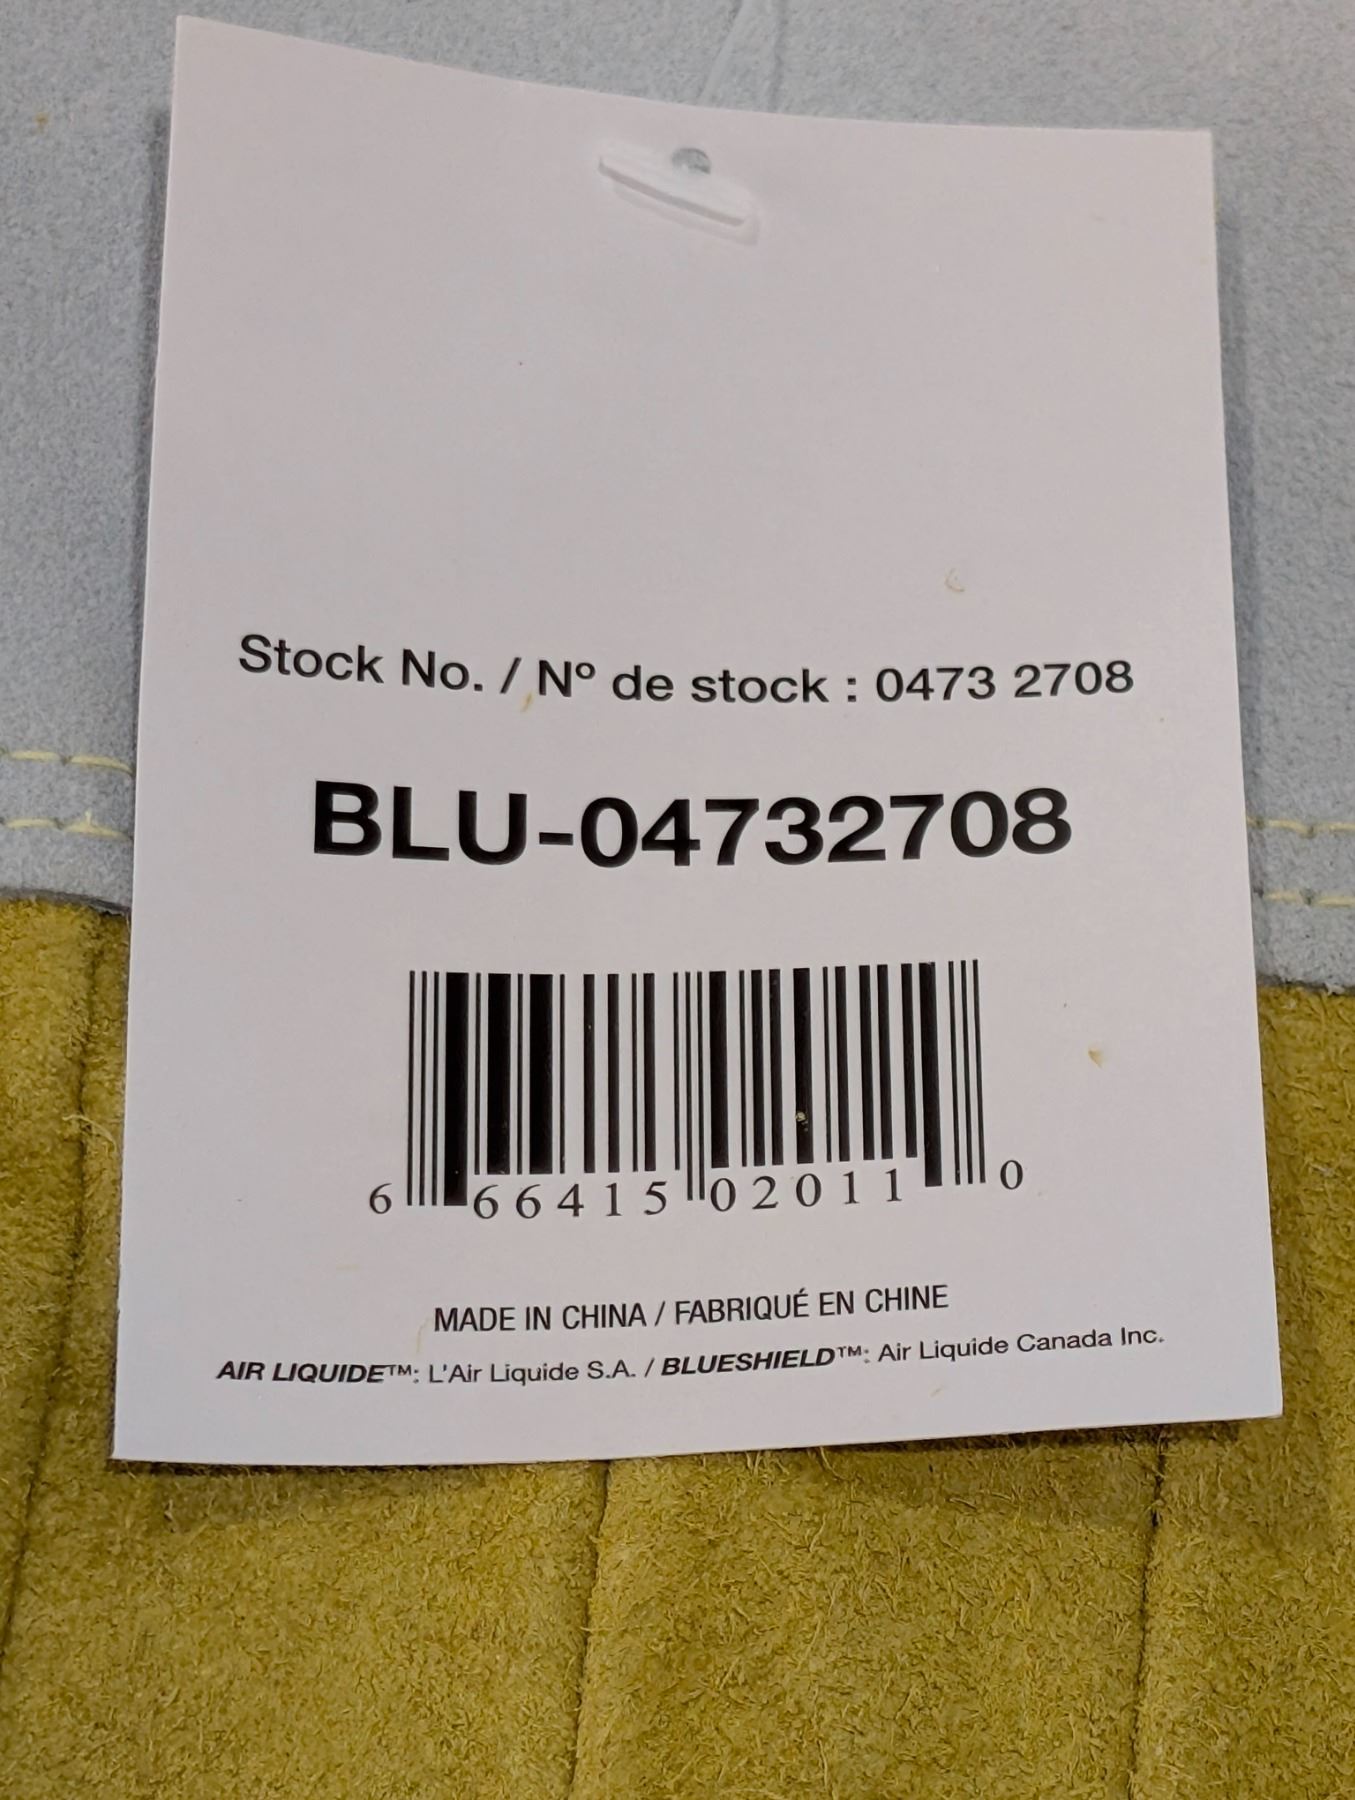 Stock No. / Nº de stock : 0473 2708
BLU-04732708
6 66415 02011 0
MADE IN CHINA / FABRIQUÉ EN CHINE
AIR LIQUIDE™: L'Air Liquide S.A. / BLUESHIELD™: Air Liquide Canada Inc.